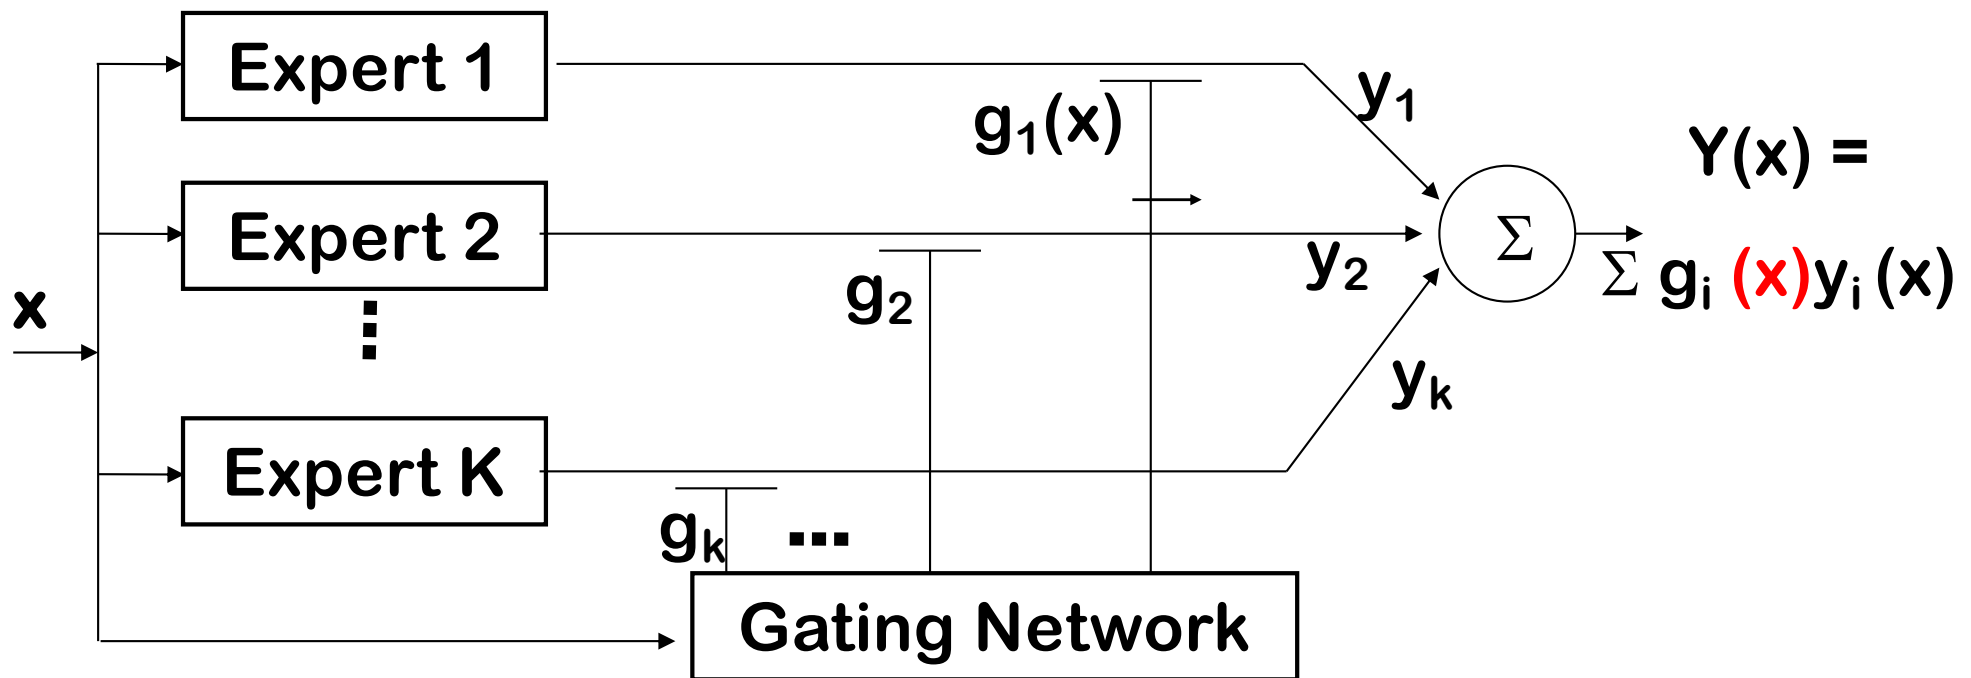 Expert 1
y₁
g₁(x)
Y(x) =
Expert 2
Σ
y₂
Σ gᵢ (x)yᵢ (x)
g₂
x
⋮
yₖ
Expert K
gₖ
...
Gating Network